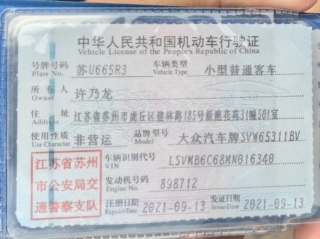 中华人民共和国机动车行驶证
Vehicle License of the People's Republic of China
号牌号码 苏U665R3 车辆类型 小型普通客车
Plate No. Vehicle Type
所有人 许乃龙
Owner
住址 江苏省苏州市虎丘区健林路185号新鹿花苑31幢501室
Address
使用性质 非营运 品牌型号 大众汽车牌SVW65311BV
Use Character Model
江苏省苏州
市公安局交
通警察支队
车辆识别代号 LSVMB6C68MN016340
VIN
发动机号码 898712
Engine No.
注册日期 2021-09-13 发证日期 2021-09-13
Register Date Issue Date